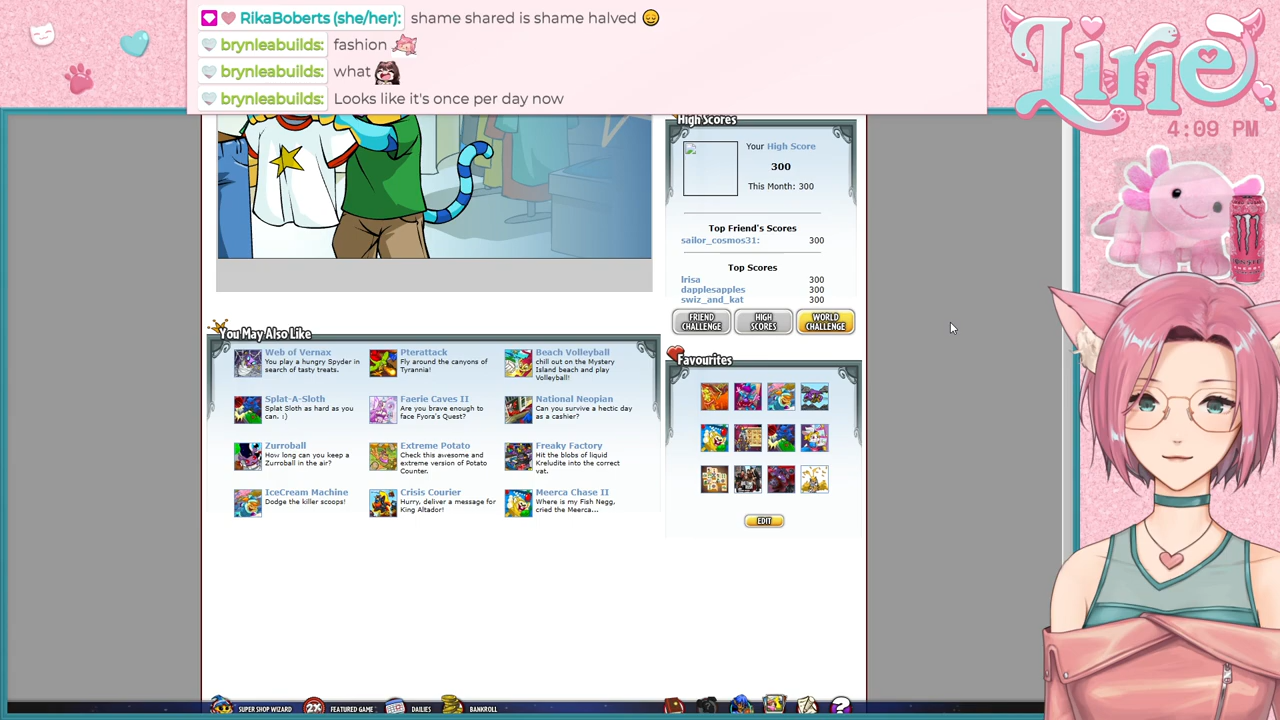 RikaBoberts (she/her): shame shared is shame halved
brynleabuilds: fashion
brynleabuilds: what
brynleabuilds: Looks like it's once per day now
Lirie
4:09 PM
High Scores
Your High Score
300
This Month: 300
Top Friend's Scores
sailor_cosmos31: 300
Top Scores
lrisa 300
dapplesapples 300
swiz_and_kat 300
FRIEND CHALLENGE
HIGH SCORES
WORLD CHALLENGE
You May Also Like
Web of Vernax
You play a hungry Spyder in
search of tasty treats.
Pterattack
Fly around the canyons of
Tyrannia!
Beach Volleyball
chill out on the Mystery
Island beach and play
Volleyball!
Splat-A-Sloth
Splat Sloth as hard as you
can. :)
Faerie Caves II
Are you brave enough to
face Fyora's Quest?
National Neopian
Can you survive a hectic day
as a cashier?
Zurroball
How long can you keep a
Zurroball in the air?
Extreme Potato
Check this awesome and
extreme version of Potato
Counter.
Freaky Factory
Hit the blobs of liquid
Kreludite into the correct
vat.
IceCream Machine
Dodge the killer scoops!
Crisis Courier
Hurry, deliver a message for
King Altador!
Meerca Chase II
Where is my Fish Negg,
cried the Meerca...
Favourites
EDIT
SUPER SHOP WIZARD
2X
FEATURED GAME
DAILIES
BANKROLL
?